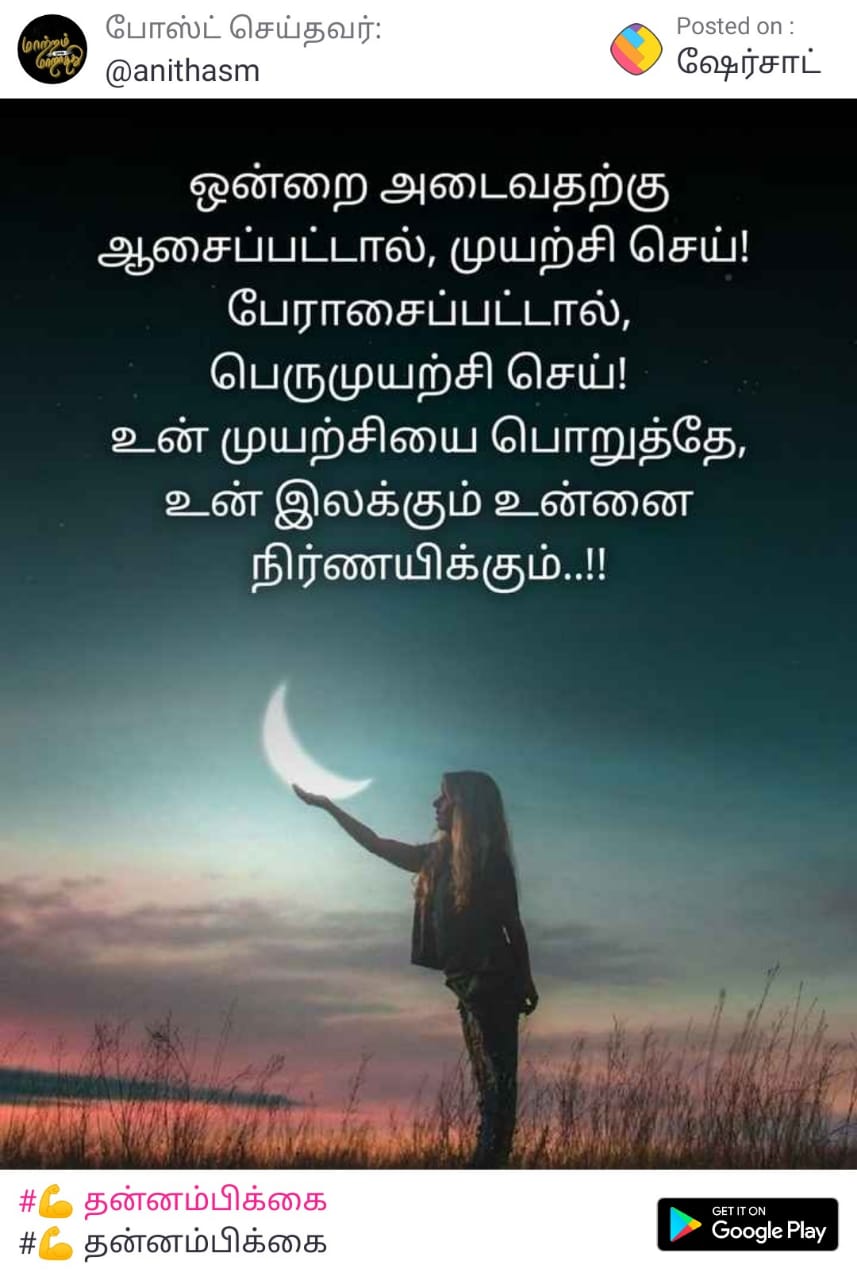 மாற்றம்
போஸ்ட் செய்தவர்:
@anithasm
Posted on :
ஷேர்சாட்
ஒன்றை அடைவதற்கு
ஆசைப்பட்டால், முயற்சி செய்!
பேராசைப்பட்டால்,
பெருமுயற்சி செய்!
உன் முயற்சியை பொறுத்தே,
உன் இலக்கும் உன்னை
நிர்ணயிக்கும்..!!
#💪 தன்னம்பிக்கை
#💪 தன்னம்பிக்கை
GET IT ON
Google Play